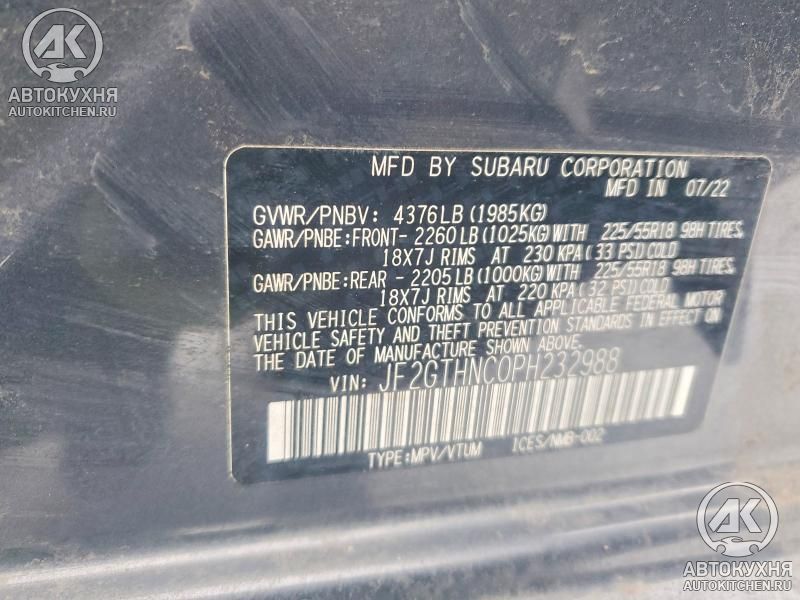 АК
АВТОКУХНЯ
AUTOKITCHEN.RU
MFD BY SUBARU CORPORATION
MFD IN 07/22
GVWR/PNBV: 4376LB (1985KG)
GAWR/PNBE:FRONT- 2260LB (1025KG) WITH 225/55R18 98H TIRES,
18X7J RIMS AT 230 KPA (33 PSI) COLD
GAWR/PNBE:REAR - 2205LB (1000KG) WITH 225/55R18 98H TIRES,
18X7J RIMS AT 220 KPA (32 PSI) COLD
THIS VEHICLE CONFORMS TO ALL APPLICABLE FEDERAL MOTOR
VEHICLE SAFETY AND THEFT PREVENTION STANDARDS IN EFFECT ON
THE DATE OF MANUFACTURE SHOWN ABOVE.
VIN: JF2GTHNC0PH232988
TYPE:MPV/VTUM ICES/NMB-002
АК
АВТОКУХНЯ
AUTOKITCHEN.RU